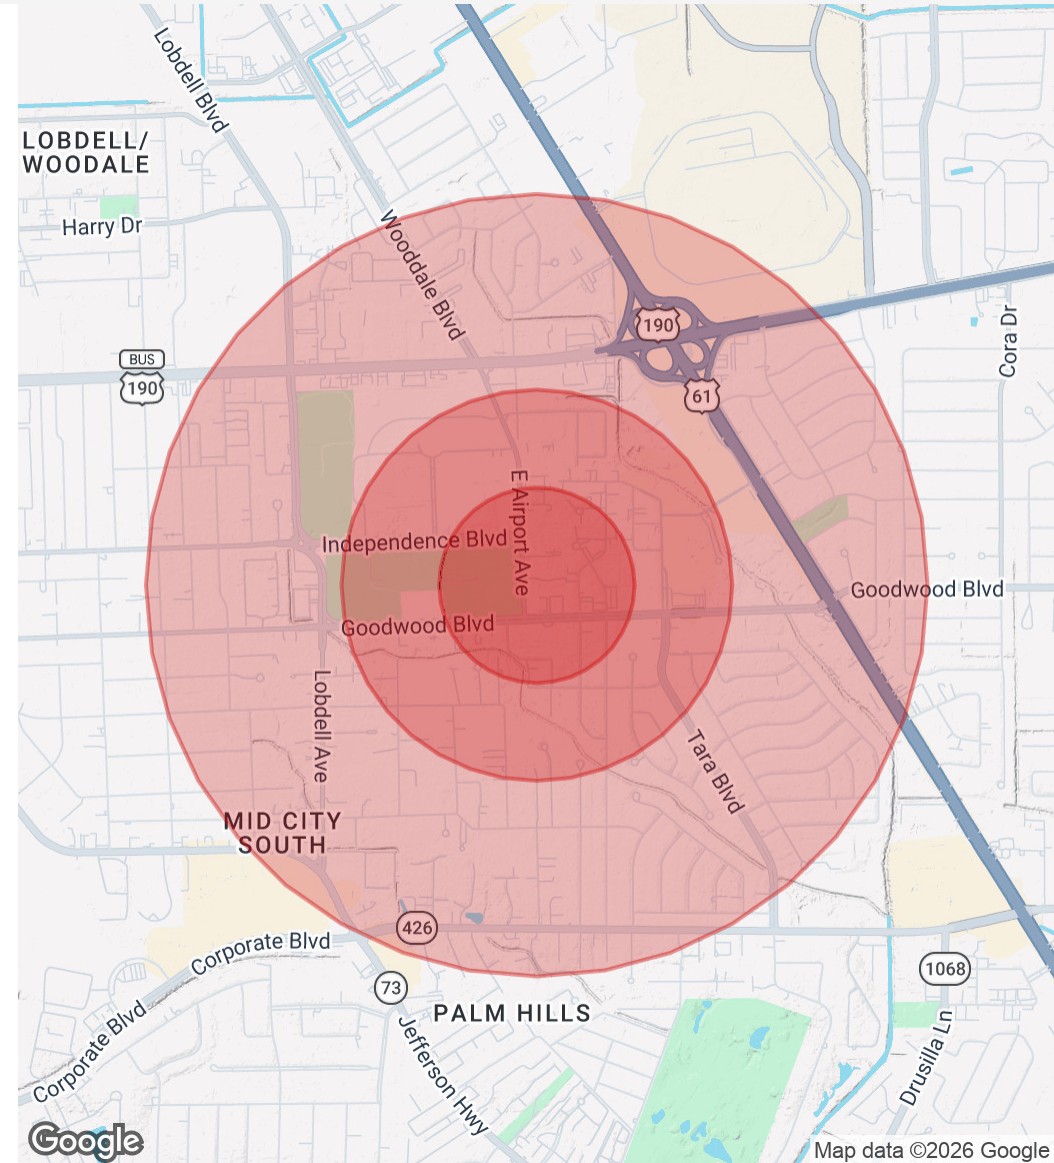 Lobdell Blvd
LOBDELL/
WOODALE
Harry Dr
Wooddale Blvd
190
BUS
190
61
Cora Dr
E Airport Ave
Independence Blvd
Goodwood Blvd
Goodwood Blvd
Lobdell Ave
Tara Blvd
MID CITY
SOUTH
426
Corporate Blvd
1068
73
PALM HILLS
Corporate Blvd
Jefferson Hwy
Drusilla Ln
Google
Map data ©2026 Google